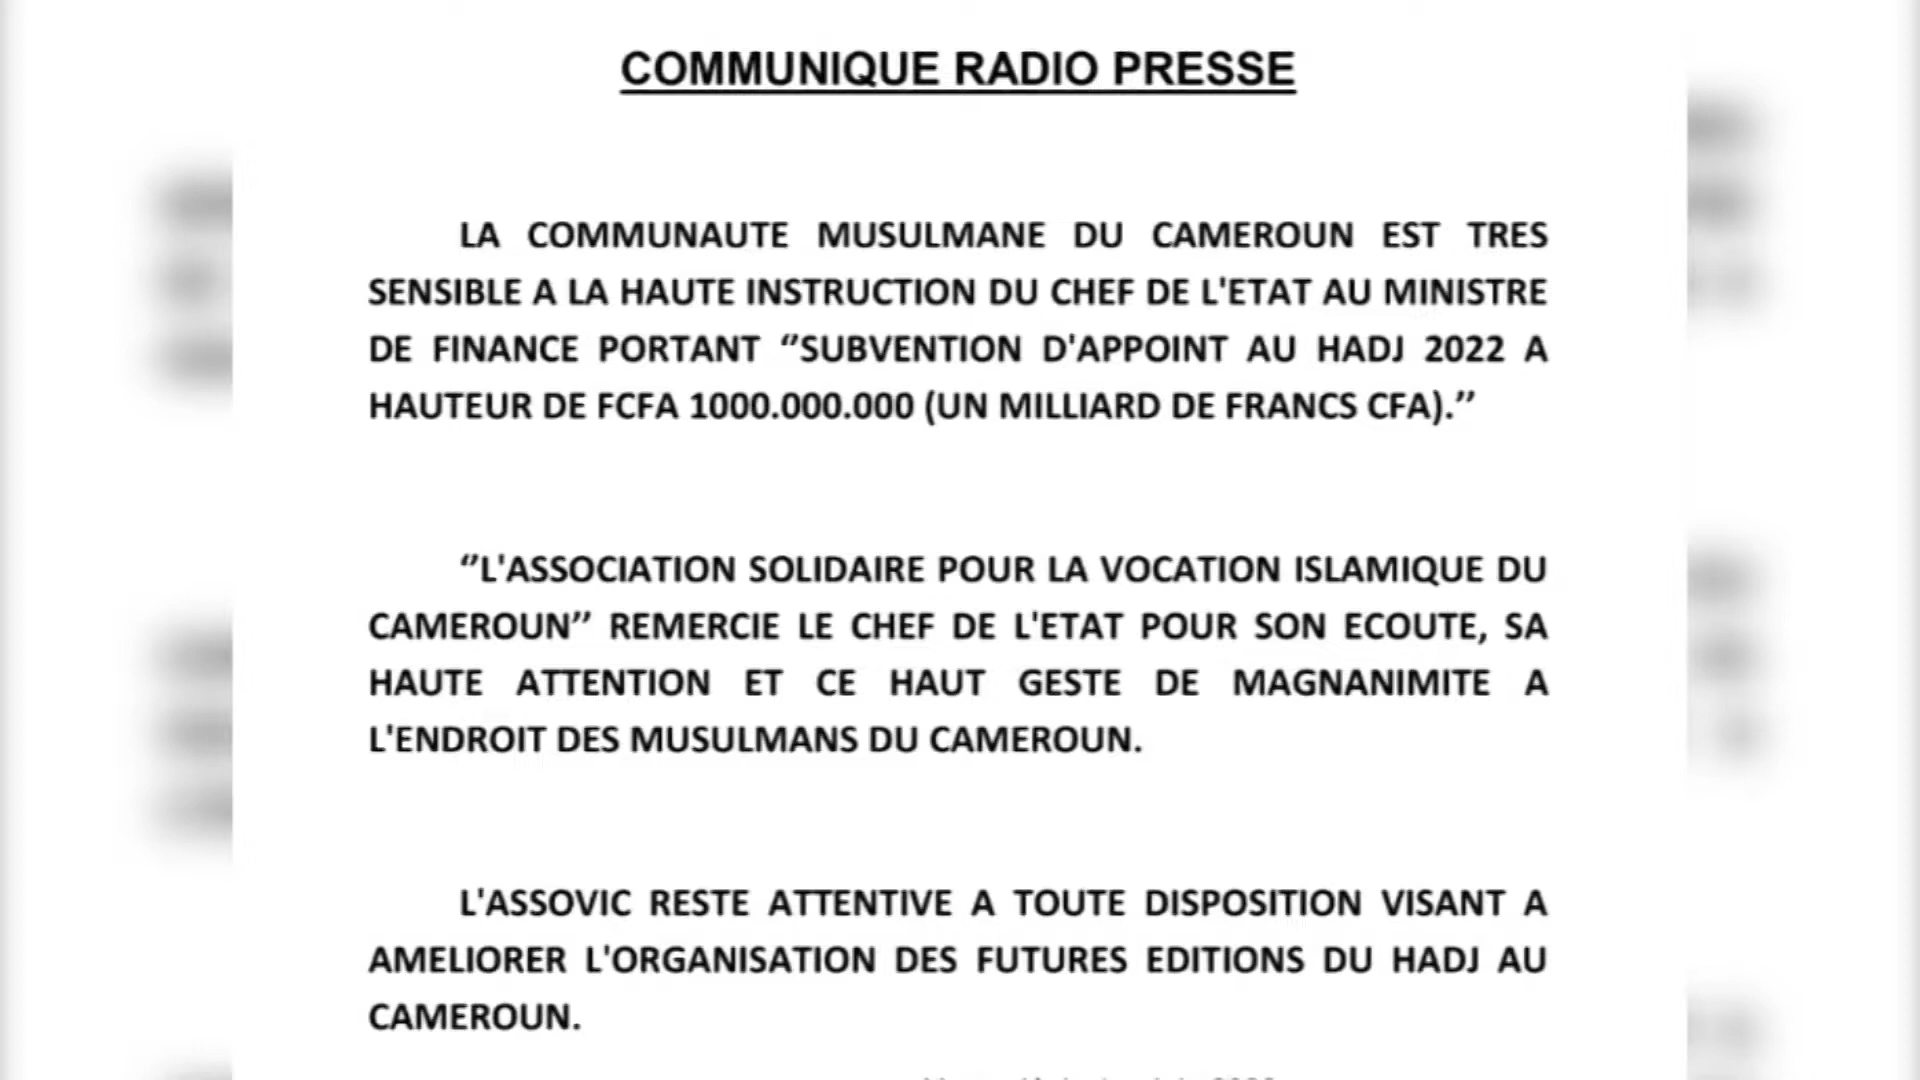 COMMUNIQUE RADIO PRESSE
LA COMMUNAUTE MUSULMANE DU CAMEROUN EST TRES
SENSIBLE A LA HAUTE INSTRUCTION DU CHEF DE L'ETAT AU MINISTRE
DE FINANCE PORTANT ‘’SUBVENTION D'APPOINT AU HADJ 2022 A
HAUTEUR DE FCFA 1000.000.000 (UN MILLIARD DE FRANCS CFA).’’
‘’L'ASSOCIATION SOLIDAIRE POUR LA VOCATION ISLAMIQUE DU
CAMEROUN’’ REMERCIE LE CHEF DE L'ETAT POUR SON ECOUTE, SA
HAUTE ATTENTION ET CE HAUT GESTE DE MAGNANIMITE A
L'ENDROIT DES MUSULMANS DU CAMEROUN.
L'ASSOVIC RESTE ATTENTIVE A TOUTE DISPOSITION VISANT A
AMELIORER L'ORGANISATION DES FUTURES EDITIONS DU HADJ AU
CAMEROUN.